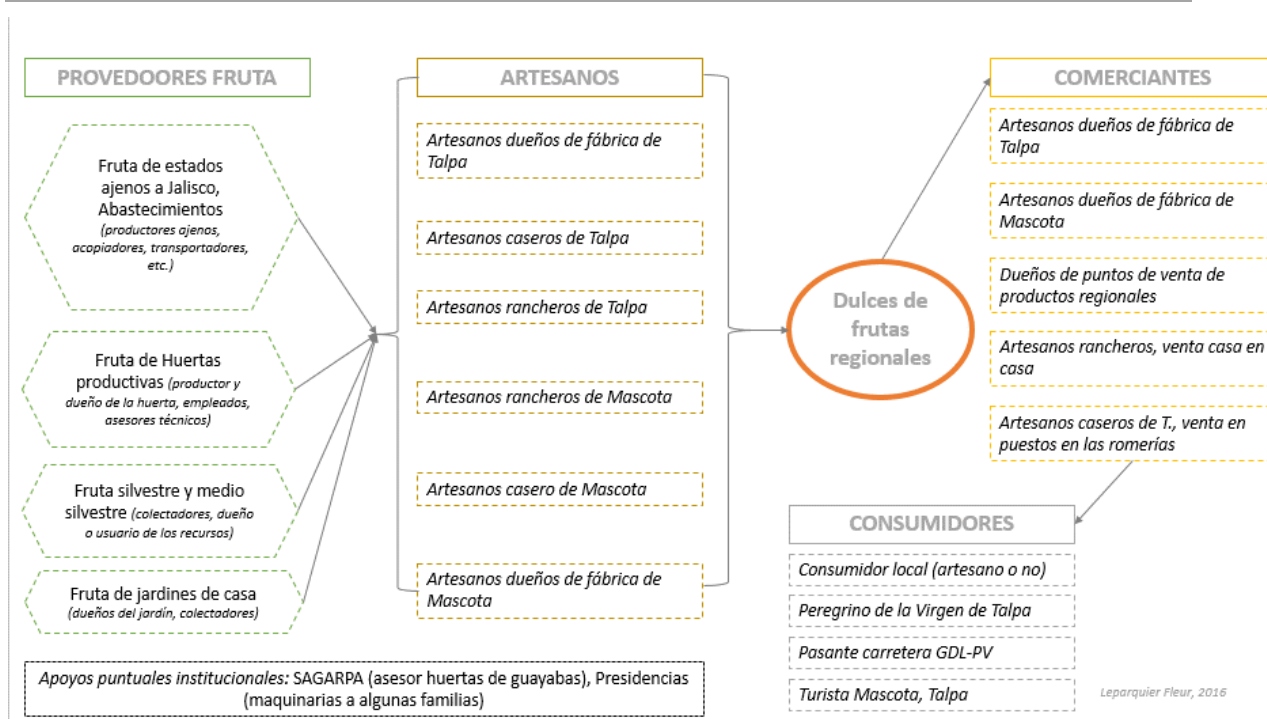 PROVEDOORES FRUTA
Fruta de estados
ajenos a Jalisco,
Abastecimientos
(productores ajenos,
acopiadores, transportadores,
etc.)
Fruta de Huertas
productivas (productor y
dueño de la huerta, empleados,
asesores técnicos)
Fruta silvestre y medio
silvestre (colectadores, dueño
o usuario de los recursos)
Fruta de jardines de casa
(dueños del jardín, colectadores)
Apoyos puntuales institucionales: SAGARPA (asesor huertas de guayabas), Presidencias
(maquinarias a algunas familias)
ARTESANOS
Artesanos dueños de fábrica de
Talpa
Artesanos caseros de Talpa
Artesanos rancheros de Talpa
Artesanos rancheros de Mascota
Artesanos casero de Mascota
Artesanos dueños de fábrica de
Mascota
Dulces de
frutas
regionales
COMERCIANTES
Artesanos dueños de fábrica de
Talpa
Artesanos dueños de fábrica de
Mascota
Dueños de puntos de venta de
productos regionales
Artesanos rancheros, venta casa en
casa
Artesanos caseros de T., venta en
puestos en las romerías
CONSUMIDORES
Consumidor local (artesano o no)
Peregrino de la Virgen de Talpa
Pasante carretera GDL-PV
Turista Mascota, Talpa
Leparquier Fleur, 2016